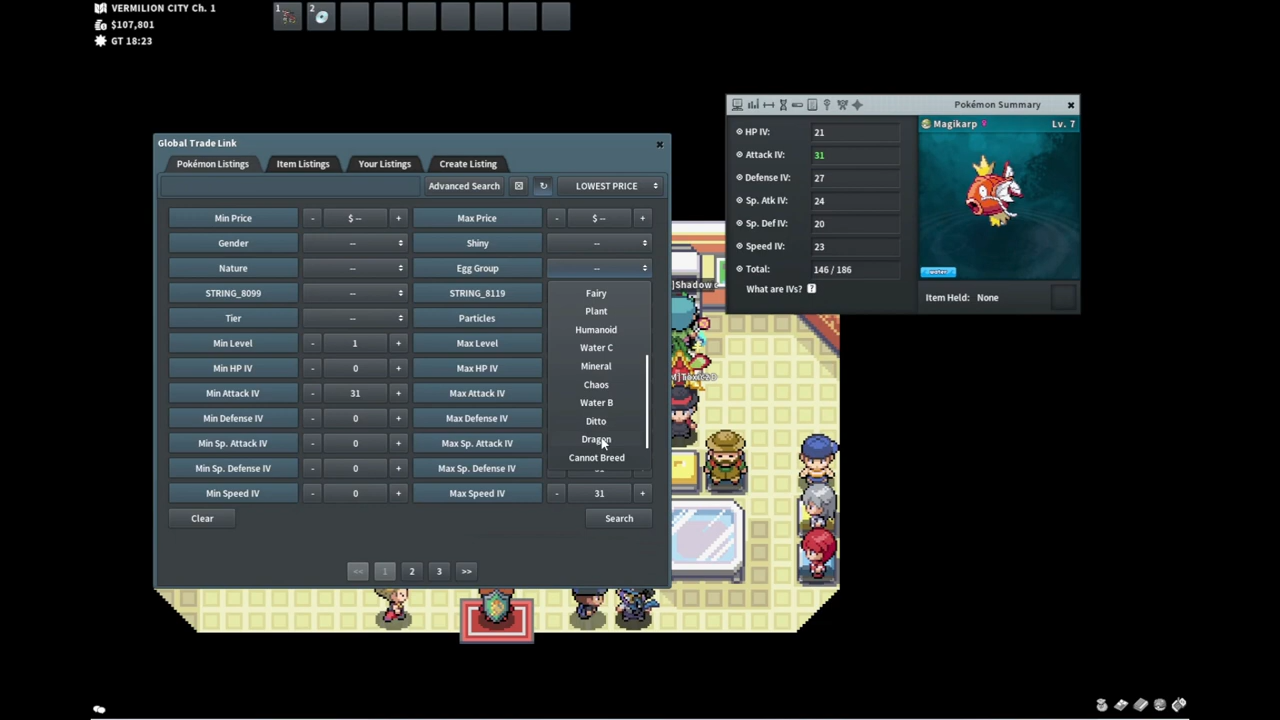 VERMILION CITY Ch. 1
$107,801
GT 18:23
1 2
Pokémon Summary
Magikarp Lv. 7
HP IV: 21
Attack IV: 31
Defense IV: 27
Sp. Atk IV: 24
Sp. Def IV: 20
Speed IV: 23
Total: 146 / 186
What are IVs? ?
water
Item Held: None
Global Trade Link
Pokémon Listings Item Listings Your Listings Create Listing
Advanced Search LOWEST PRICE
Min Price - $ -- + Max Price - $ -- +
Gender -- Shiny --
Nature -- Egg Group --
STRING_8099 -- STRING_8119
Tier -- Particles
Min Level - 1 + Max Level
Min HP IV - 0 + Max HP IV
Min Attack IV - 31 + Max Attack IV
Min Defense IV - 0 + Max Defense IV
Min Sp. Attack IV - 0 + Max Sp. Attack IV
Min Sp. Defense IV - 0 + Max Sp. Defense IV
Min Speed IV - 0 + Max Speed IV - 31 +
Fairy
Plant
Humanoid
Water C
Mineral
Chaos
Water B
Ditto
Dragon
Cannot Breed
Clear Search
<< 1 2 3 >>